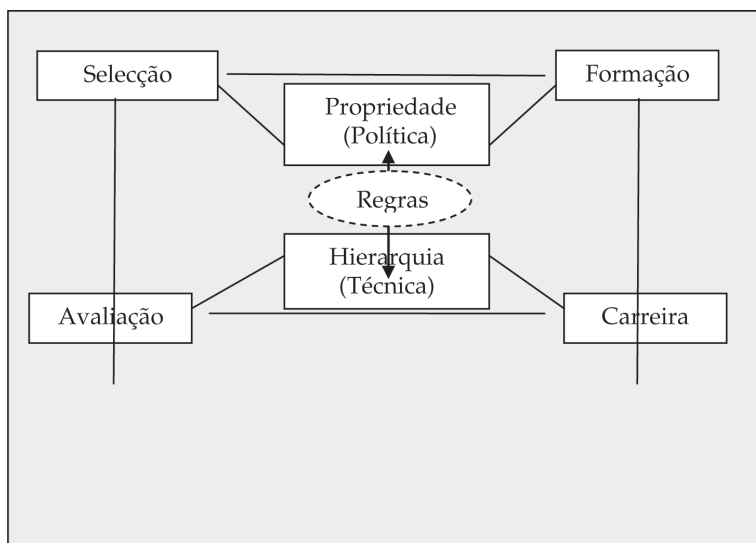 Selecção
Formação
Propriedade
(Política)
Regras
Hierarquia
(Técnica)
Avaliação
Carreira